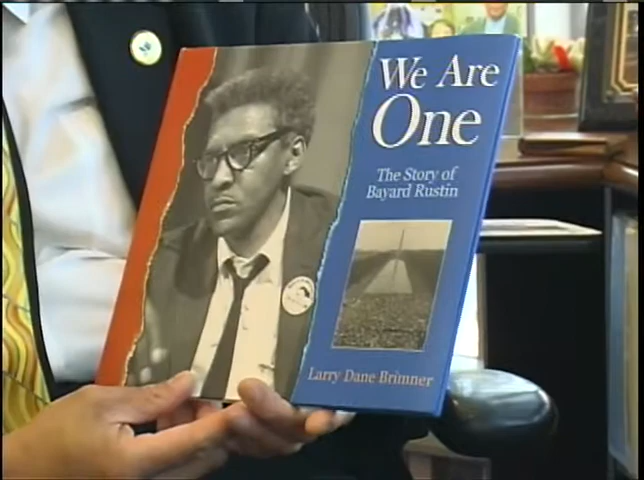 We Are
One
The Story of
Bayard Rustin
Larry Dane Brimner